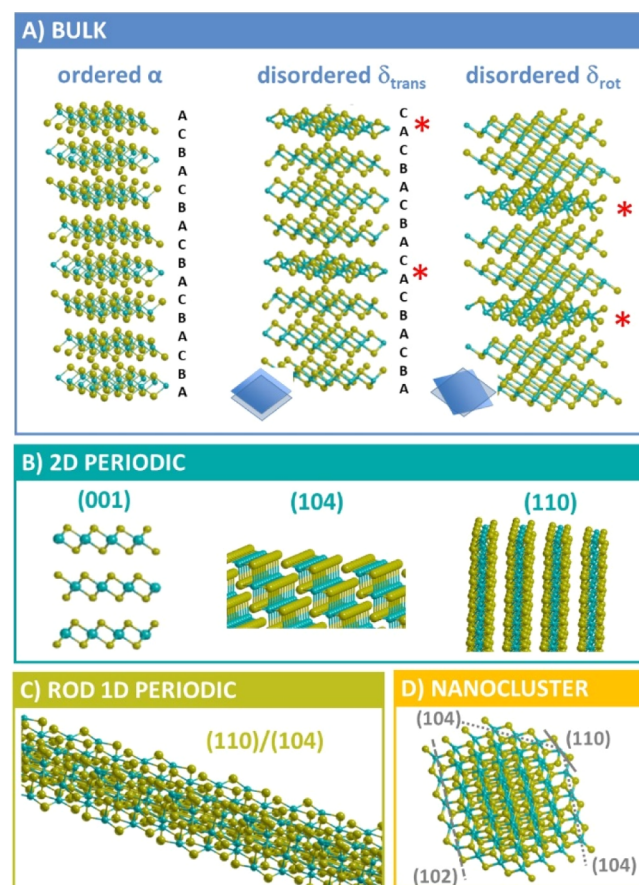 A) BULK
ordered α
disordered δtrans
disordered δrot
A
C
B
A
C
B
A
C
B
A
C
B
A
C
B
A
C
A
C
B
A
C
B
A
C
A
C
B
A
C
B
A
*
*
*
*
B) 2D PERIODIC
(001)
(104)
(110)
C) ROD 1D PERIODIC
(110)/(104)
D) NANOCLUSTER
(104)
(110)
(102)
(104)